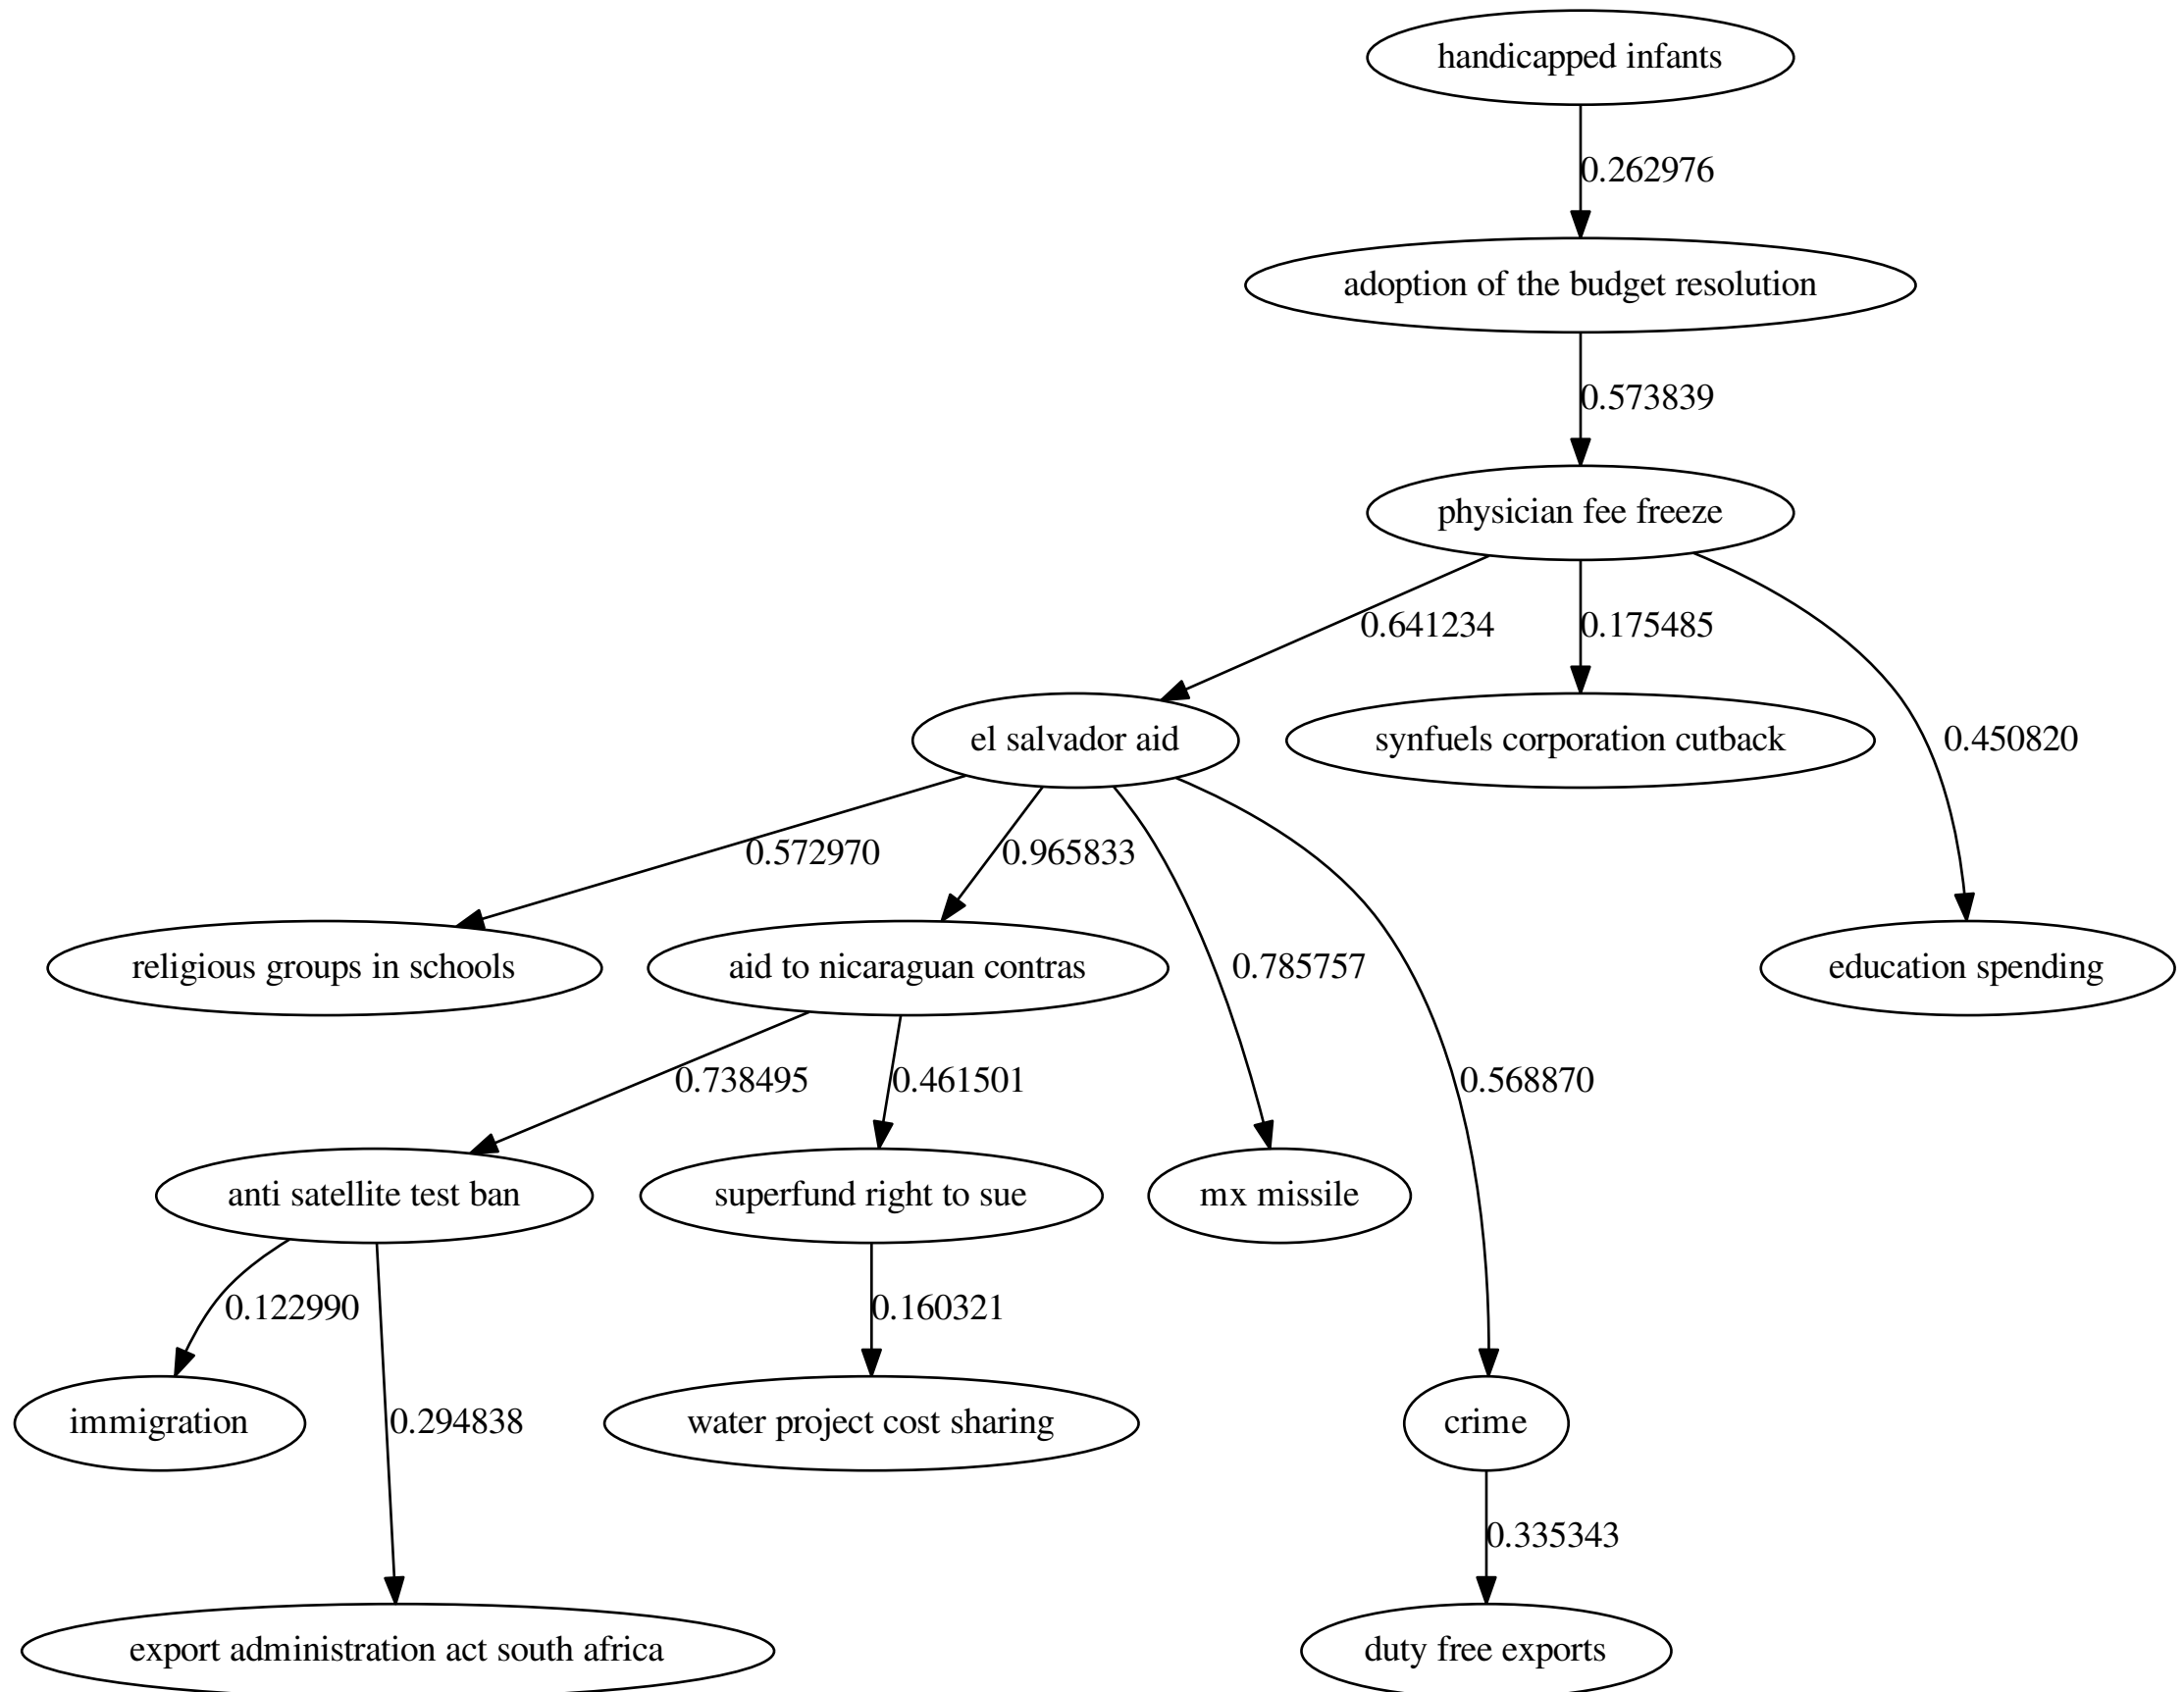 handicapped infants
0.262976
adoption of the budget resolution
0.573839
physician fee freeze
0.641234
0.175485
0.450820
el salvador aid
synfuels corporation cutback
0.572970
0.965833
0.785757
0.568870
religious groups in schools
aid to nicaraguan contras
education spending
0.738495
0.461501
anti satellite test ban
superfund right to sue
mx missile
0.122990
0.294838
0.160321
immigration
water project cost sharing
crime
0.335343
export administration act south africa
duty free exports